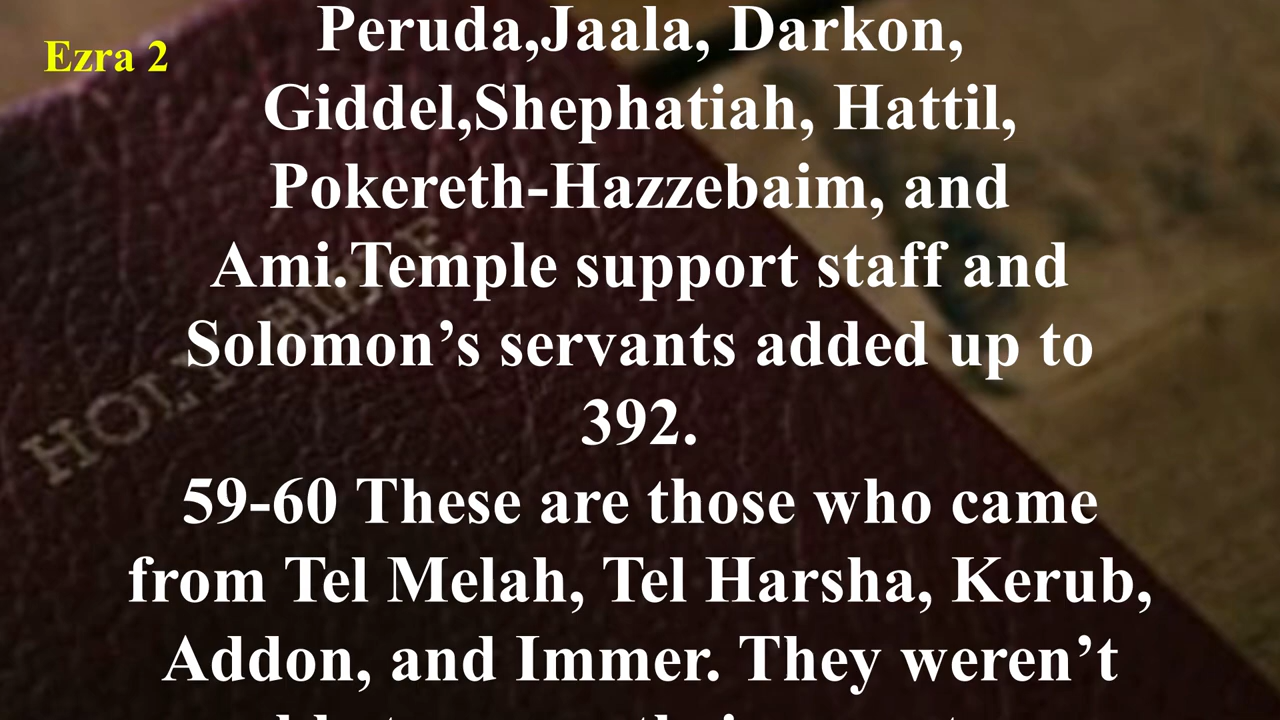 Ezra 2
Peruda,Jaala, Darkon,
Giddel,Shephatiah, Hattil,
Pokereth-Hazzebaim, and
Ami.Temple support staff and
Solomon’s servants added up to
392.
59-60 These are those who came
from Tel Melah, Tel Harsha, Kerub,
Addon, and Immer. They weren’t
HOLY BIBLE